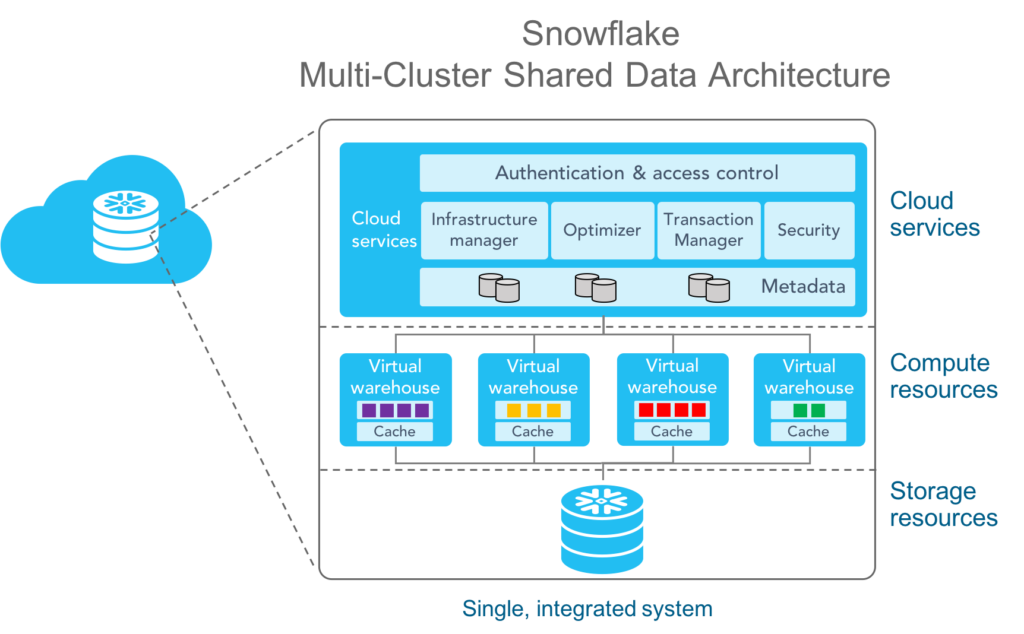 Snowflake
Multi-Cluster Shared Data Architecture
Authentication & access control
Cloud
services
Infrastructure
manager
Optimizer
Transaction
Manager
Security
Metadata
Cloud
services
Virtual
warehouse
Cache
Virtual
warehouse
Cache
Virtual
warehouse
Cache
Virtual
warehouse
Cache
Compute
resources
Storage
resources
Single, integrated system